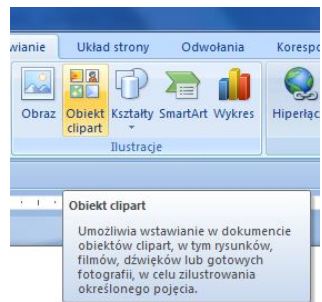 wianie Układ strony Odwołania Korespo
Obraz Obiekt clipart Kształty SmartArt Wykres Hiperłąc
Ilustracje
Obiekt clipart
Umożliwia wstawianie w dokumencie
obiektów clipart, w tym rysunków,
filmów, dźwięków lub gotowych
fotografii, w celu zilustrowania
określonego pojęcia.